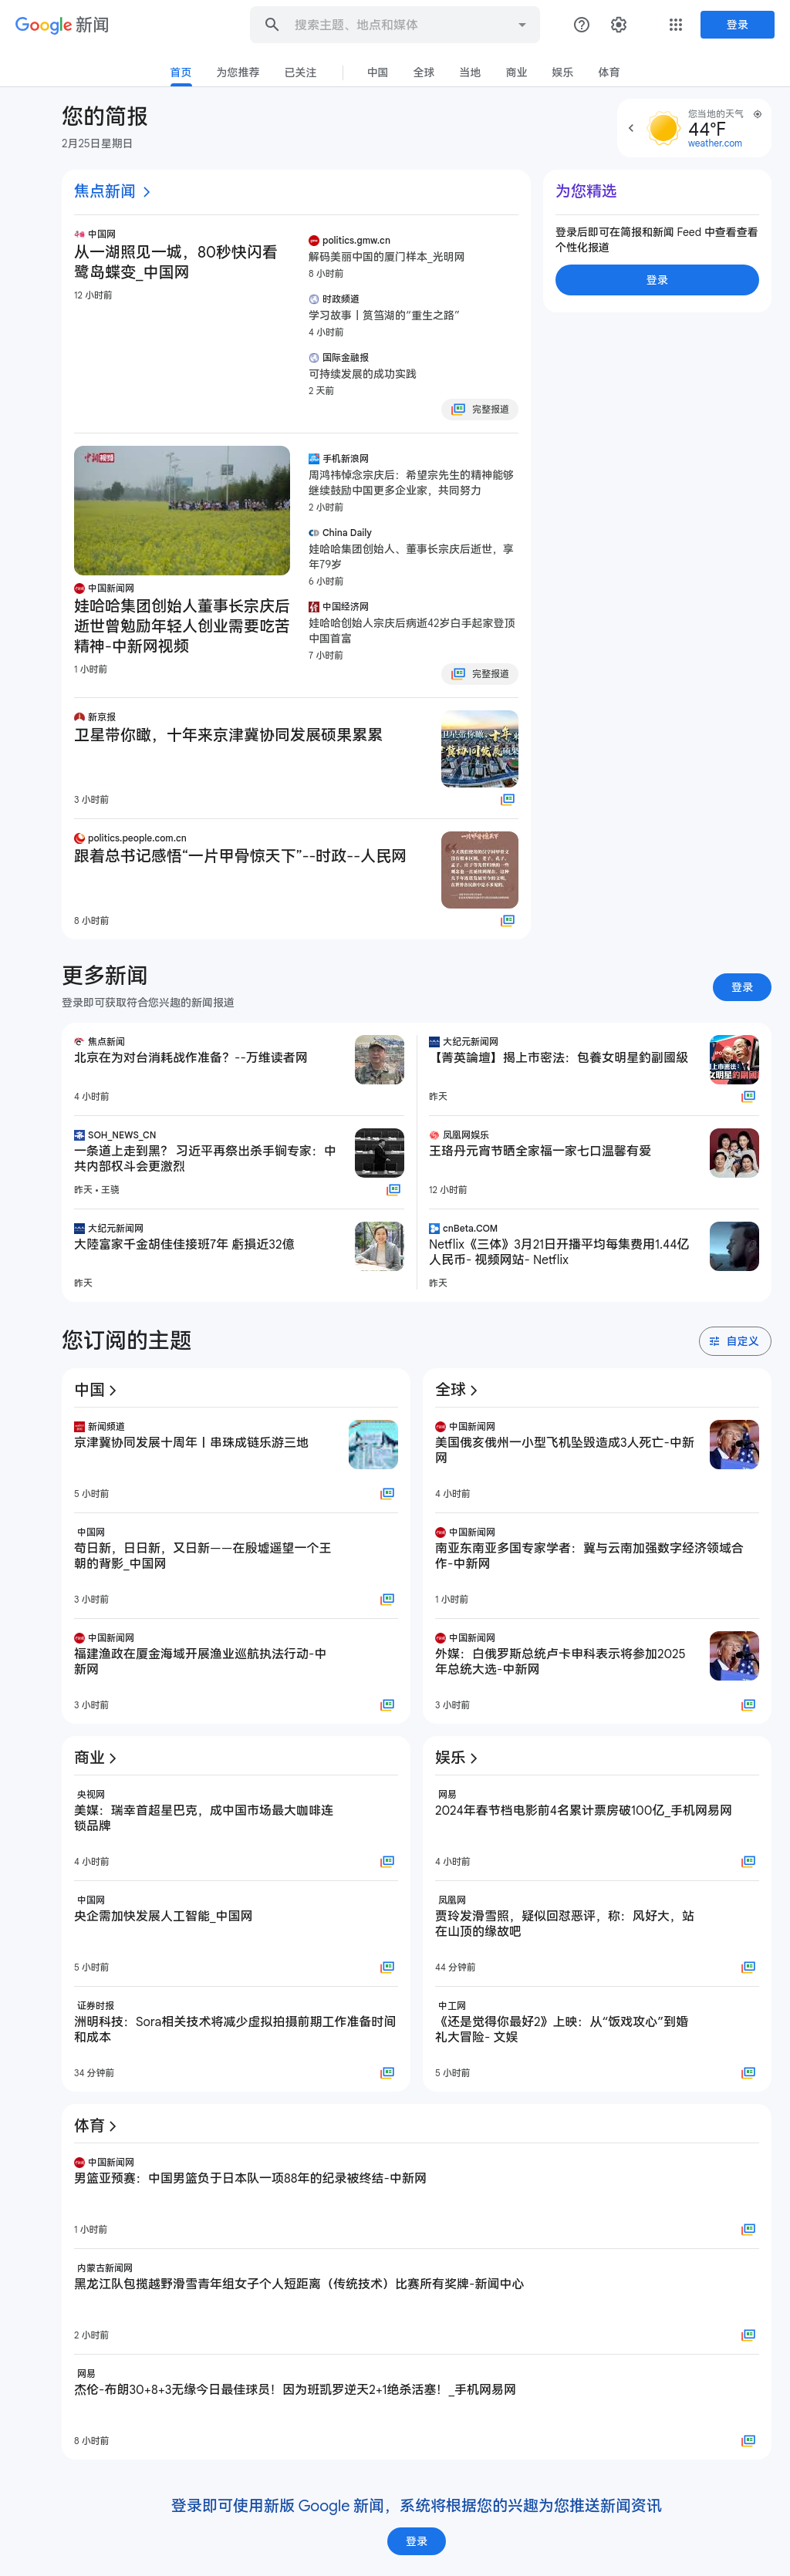 Google 新闻
搜索主题、地点和媒体
登录
首页 为您推荐 已关注 中国 全球 当地 商业 娱乐 体育
您的简报
2月25日星期日
您当地的天气
44°F
weather.com
焦点新闻
中国网
从一湖照见一城，80秒快闪看
鹭岛蝶变_中国网
12 小时前
politics.gmw.cn
解码美丽中国的厦门样本_光明网
8 小时前
时政频道
学习故事丨筼筜湖的“重生之路”
4 小时前
国际金融报
可持续发展的成功实践
2 天前
完整报道
为您精选
登录后即可在简报和新闻 Feed 中查看查看
个性化报道
登录
中国新闻网
娃哈哈集团创始人董事长宗庆后
逝世曾勉励年轻人创业需要吃苦
精神-中新网视频
1 小时前
手机新浪网
周鸿祎悼念宗庆后：希望宗先生的精神能够
继续鼓励中国更多企业家，共同努力
2 小时前
China Daily
娃哈哈集团创始人、董事长宗庆后逝世，享
年79岁
6 小时前
中国经济网
娃哈哈创始人宗庆后病逝42岁白手起家登顶
中国首富
7 小时前
完整报道
新京报
卫星带你瞰，十年来京津冀协同发展硕果累累
3 小时前
politics.people.com.cn
跟着总书记感悟“一片甲骨惊天下”--时政--人民网
8 小时前
更多新闻
登录即可获取符合您兴趣的新闻报道
登录
焦点新闻
北京在为对台消耗战作准备？--万维读者网
4 小时前
SOH_NEWS_CN
一条道上走到黑？ 习近平再祭出杀手锏专家：中
共内部权斗会更激烈
昨天 • 王骁
大纪元新闻网
大陸富家千金胡佳佳接班7年 虧損近32億
昨天
大纪元新闻网
【菁英論壇】揭上市密法：包養女明星釣副國級
昨天
凤凰网娱乐
王珞丹元宵节晒全家福一家七口温馨有爱
12 小时前
cnBeta.COM
Netflix《三体》3月21日开播平均每集费用1.44亿
人民币- 视频网站- Netflix
昨天
您订阅的主题
自定义
中国
新闻频道
京津冀协同发展十周年丨串珠成链乐游三地
5 小时前
中国网
苟日新，日日新，又日新——在殷墟遥望一个王
朝的背影_中国网
3 小时前
中国新闻网
福建渔政在厦金海域开展渔业巡航执法行动-中
新网
3 小时前
全球
中国新闻网
美国俄亥俄州一小型飞机坠毁造成3人死亡-中新
网
4 小时前
中国新闻网
南亚东南亚多国专家学者：冀与云南加强数字经济领域合
作-中新网
1 小时前
中国新闻网
外媒：白俄罗斯总统卢卡申科表示将参加2025
年总统大选-中新网
3 小时前
商业
央视网
美媒：瑞幸首超星巴克，成中国市场最大咖啡连
锁品牌
4 小时前
中国网
央企需加快发展人工智能_中国网
5 小时前
证券时报
洲明科技：Sora相关技术将减少虚拟拍摄前期工作准备时间
和成本
34 分钟前
娱乐
网易
2024年春节档电影前4名累计票房破100亿_手机网易网
4 小时前
凤凰网
贾玲发滑雪照，疑似回怼恶评，称：风好大，站
在山顶的缘故吧
44 分钟前
中工网
《还是觉得你最好2》上映：从“饭戏攻心”到婚
礼大冒险- 文娱
5 小时前
体育
中国新闻网
男篮亚预赛：中国男篮负于日本队一项88年的纪录被终结-中新网
1 小时前
内蒙古新闻网
黑龙江队包揽越野滑雪青年组女子个人短距离（传统技术）比赛所有奖牌-新闻中心
2 小时前
网易
杰伦-布朗30+8+3无缘今日最佳球员！因为班凯罗逆天2+1绝杀活塞！_手机网易网
8 小时前
登录即可使用新版 Google 新闻，系统将根据您的兴趣为您推送新闻资讯
登录